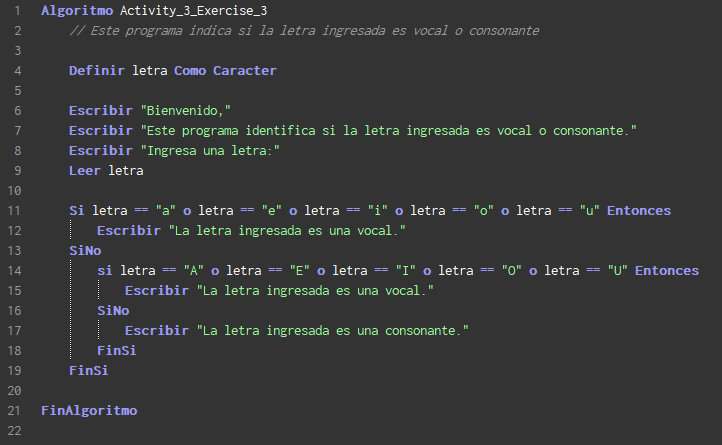 1 Algoritmo Activity_3_Exercise_3
2 // Este programa indica si la letra ingresada es vocal o consonante
3
4 Definir letra Como Caracter
5
6 Escribir "Bienvenido,"
7 Escribir "Este programa identifica si la letra ingresada es vocal o consonante."
8 Escribir "Ingresa una letra:"
9 Leer letra
10
11 Si letra == "a" o letra == "e" o letra == "i" o letra == "o" o letra == "u" Entonces
12 Escribir "La letra ingresada es una vocal."
13 SiNo
14 si letra == "A" o letra == "E" o letra == "I" o letra == "O" o letra == "U" Entonces
15 Escribir "La letra ingresada es una vocal."
16 SiNo
17 Escribir "La letra ingresada es una consonante."
18 FinSi
19 FinSi
20
21 FinAlgoritmo
22